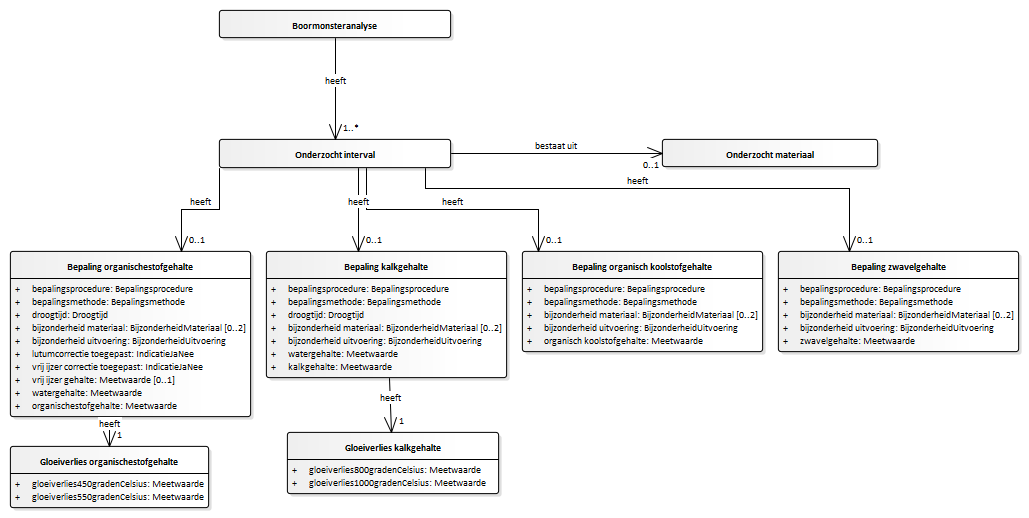 Boormonsteranalyse
heeft
1..*
Onderzocht interval
bestaat uit
0..1
Onderzocht materiaal
heeft
heeft
heeft
heeft
0..1
0..1
0..1
0..1
Bepaling organischestofgehalte
+ bepalingsprocedure: Bepalingsprocedure
+ bepalingsmethode: Bepalingsmethode
+ droogtijd: Droogtijd
+ bijzonderheid materiaal: BijzonderheidMateriaal [0..2]
+ bijzonderheid uitvoering: BijzonderheidUitvoering
+ lutumcorrectie toegepast: IndicatieJaNee
+ vrij ijzer correctie toegepast: IndicatieJaNee
+ vrij ijzer gehalte: Meetwaarde [0..1]
+ watergehalte: Meetwaarde
+ organischestofgehalte: Meetwaarde
Bepaling kalkgehalte
+ bepalingsprocedure: Bepalingsprocedure
+ bepalingsmethode: Bepalingsmethode
+ droogtijd: Droogtijd
+ bijzonderheid materiaal: BijzonderheidMateriaal [0..2]
+ bijzonderheid uitvoering: BijzonderheidUitvoering
+ watergehalte: Meetwaarde
+ kalkgehalte: Meetwaarde
Bepaling organisch koolstofgehalte
+ bepalingsprocedure: Bepalingsprocedure
+ bepalingsmethode: Bepalingsmethode
+ bijzonderheid materiaal: BijzonderheidMateriaal [0..2]
+ bijzonderheid uitvoering: BijzonderheidUitvoering
+ organisch koolstofgehalte: Meetwaarde
Bepaling zwavelgehalte
+ bepalingsprocedure: Bepalingsprocedure
+ bepalingsmethode: Bepalingsmethode
+ bijzonderheid materiaal: BijzonderheidMateriaal [0..2]
+ bijzonderheid uitvoering: BijzonderheidUitvoering
+ zwavelgehalte: Meetwaarde
heeft
1
Gloeiverlies organischestofgehalte
+ gloeiverlies450gradenCelsius: Meetwaarde
+ gloeiverlies550gradenCelsius: Meetwaarde
heeft
1
Gloeiverlies kalkgehalte
+ gloeiverlies800gradenCelsius: Meetwaarde
+ gloeiverlies1000gradenCelsius: Meetwaarde